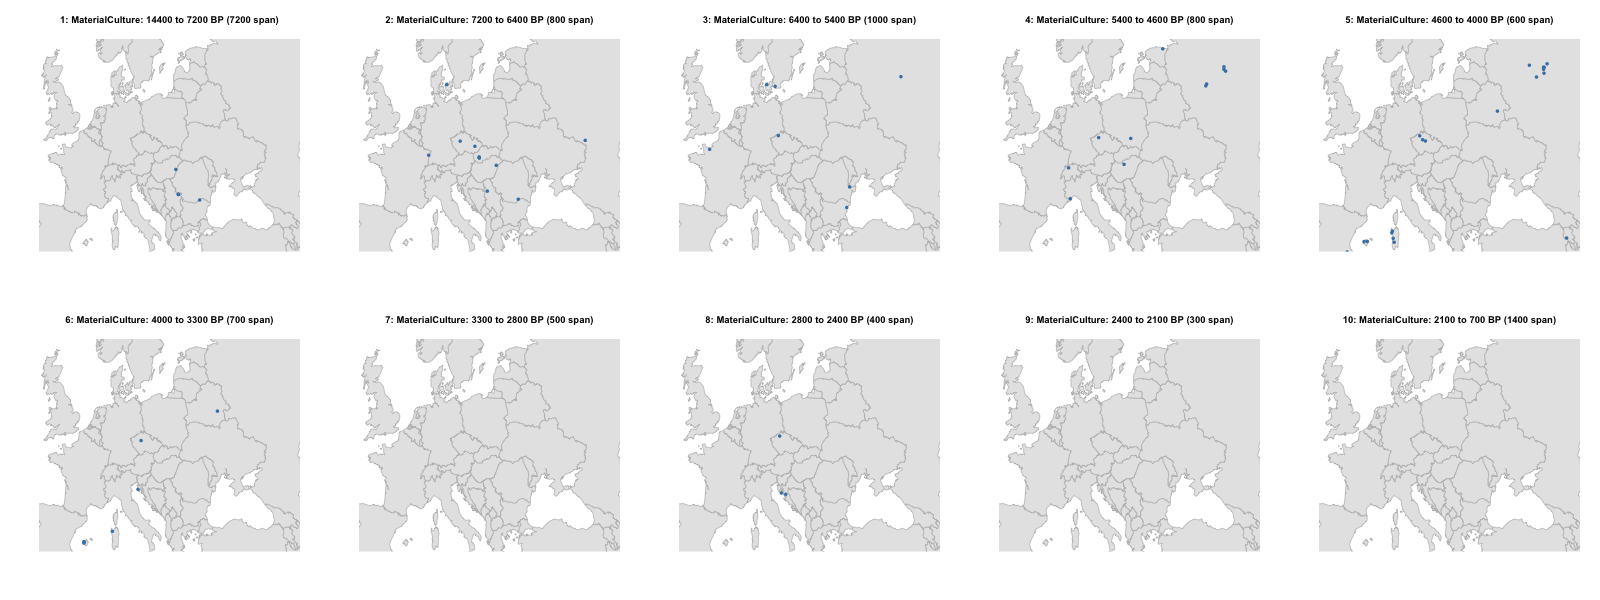 1: MaterialCulture: 14400 to 7200 BP (7200 span)
2: MaterialCulture: 7200 to 6400 BP (800 span)
3: MaterialCulture: 6400 to 5400 BP (1000 span)
4: MaterialCulture: 5400 to 4600 BP (800 span)
5: MaterialCulture: 4600 to 4000 BP (600 span)
6: MaterialCulture: 4000 to 3300 BP (700 span)
7: MaterialCulture: 3300 to 2800 BP (500 span)
8: MaterialCulture: 2800 to 2400 BP (400 span)
9: MaterialCulture: 2400 to 2100 BP (300 span)
10: MaterialCulture: 2100 to 700 BP (1400 span)